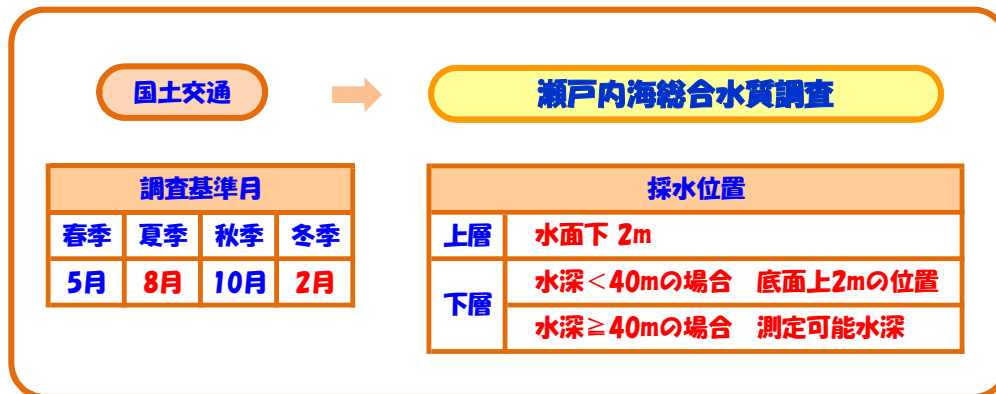 国土交通
瀬戸内海総合水質調査
調査基準月
春季 夏季 秋季 冬季
5月 8月 10月 2月
採水位置
上層 水面下 2m
下層
水深<40mの場合 底面上2mの位置
水深≧40mの場合 測定可能水深